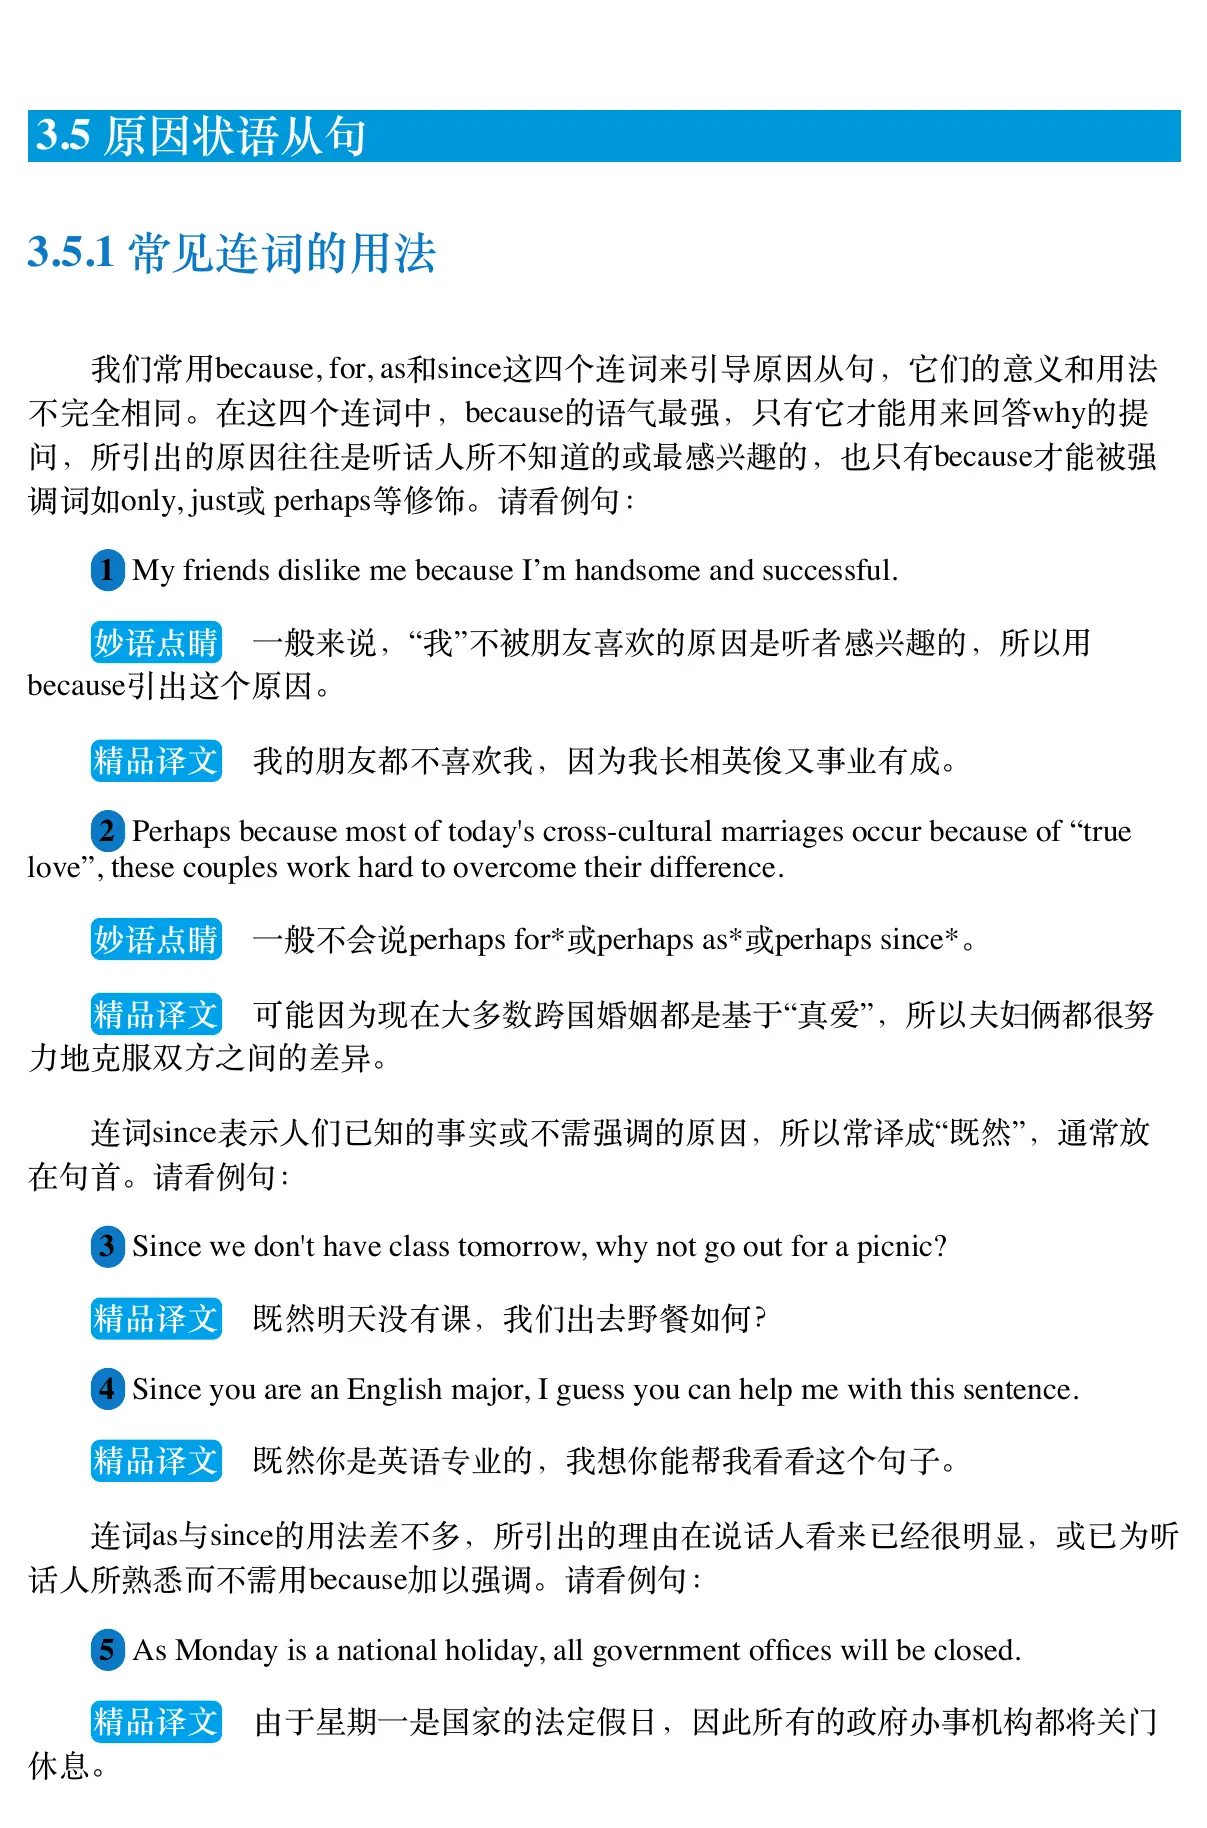 3.5 原因状语从句
3.5.1 常见连词的用法
我们常用because, for, as和since这四个连词来引导原因从句，它们的意义和用法
不完全相同。在这四个连词中，because的语气最强，只有它才能用来回答why的提
问，所引出的原因往往是听话人所不知道的或最感兴趣的，也只有because才能被强
调词如only, just或 perhaps等修饰。请看例句：
1 My friends dislike me because I’m handsome and successful.
妙语点睛 一般来说，“我”不被朋友喜欢的原因是听者感兴趣的，所以用
because引出这个原因。
精品译文 我的朋友都不喜欢我，因为我长相英俊又事业有成。
2 Perhaps because most of today's cross-cultural marriages occur because of “true
love”, these couples work hard to overcome their difference.
妙语点睛 一般不会说perhaps for*或perhaps as*或perhaps since*。
精品译文 可能因为现在大多数跨国婚姻都是基于“真爱”，所以夫妇俩都很努
力地克服双方之间的差异。
连词since表示人们已知的事实或不需强调的原因，所以常译成“既然”，通常放
在句首。请看例句：
3 Since we don't have class tomorrow, why not go out for a picnic?
精品译文 既然明天没有课，我们出去野餐如何？
4 Since you are an English major, I guess you can help me with this sentence.
精品译文 既然你是英语专业的，我想你能帮我看看这个句子。
连词as与since的用法差不多，所引出的理由在说话人看来已经很明显，或已为听
话人所熟悉而不需用because加以强调。请看例句：
5 As Monday is a national holiday, all government offices will be closed.
精品译文 由于星期一是国家的法定假日，因此所有的政府办事机构都将关门
休息。